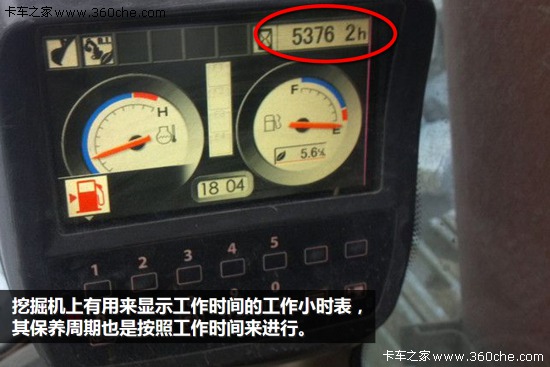 卡车之家
www.360che.com
5376 2h
H
F
E
5.6
18 04
1 2 3 4 5
0
挖掘机上有用来显示工作时间的工作小时表，
其保养周期也是按照工作时间来进行。
卡车之家 www.360che.com